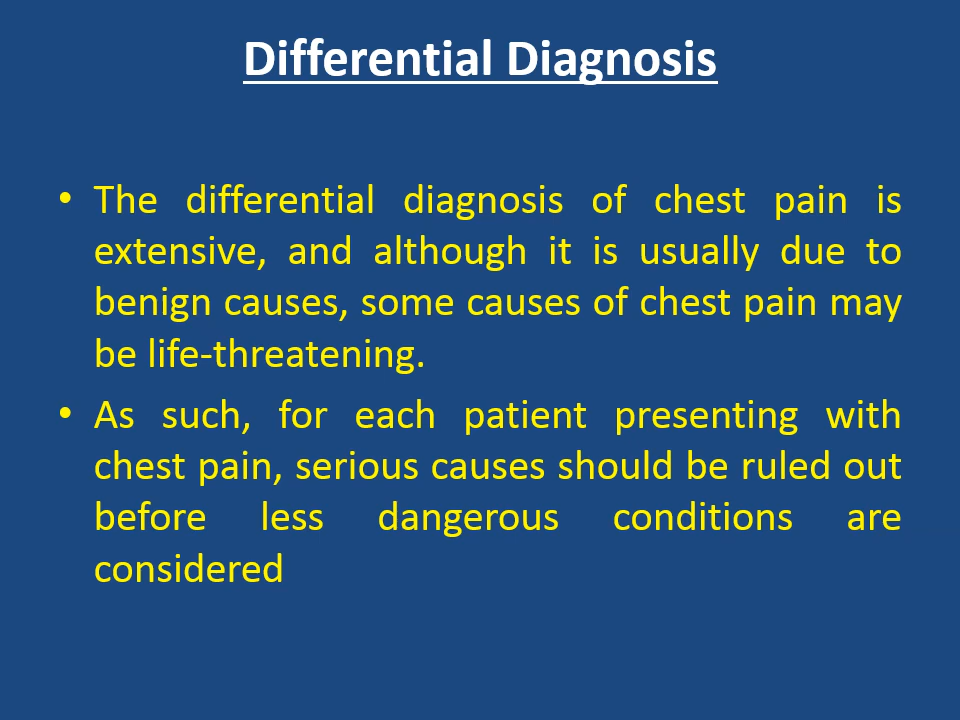 Differential Diagnosis
• The differential diagnosis of chest pain is
extensive, and although it is usually due to
benign causes, some causes of chest pain may
be life-threatening.
• As such, for each patient presenting with
chest pain, serious causes should be ruled out
before less dangerous conditions are
considered